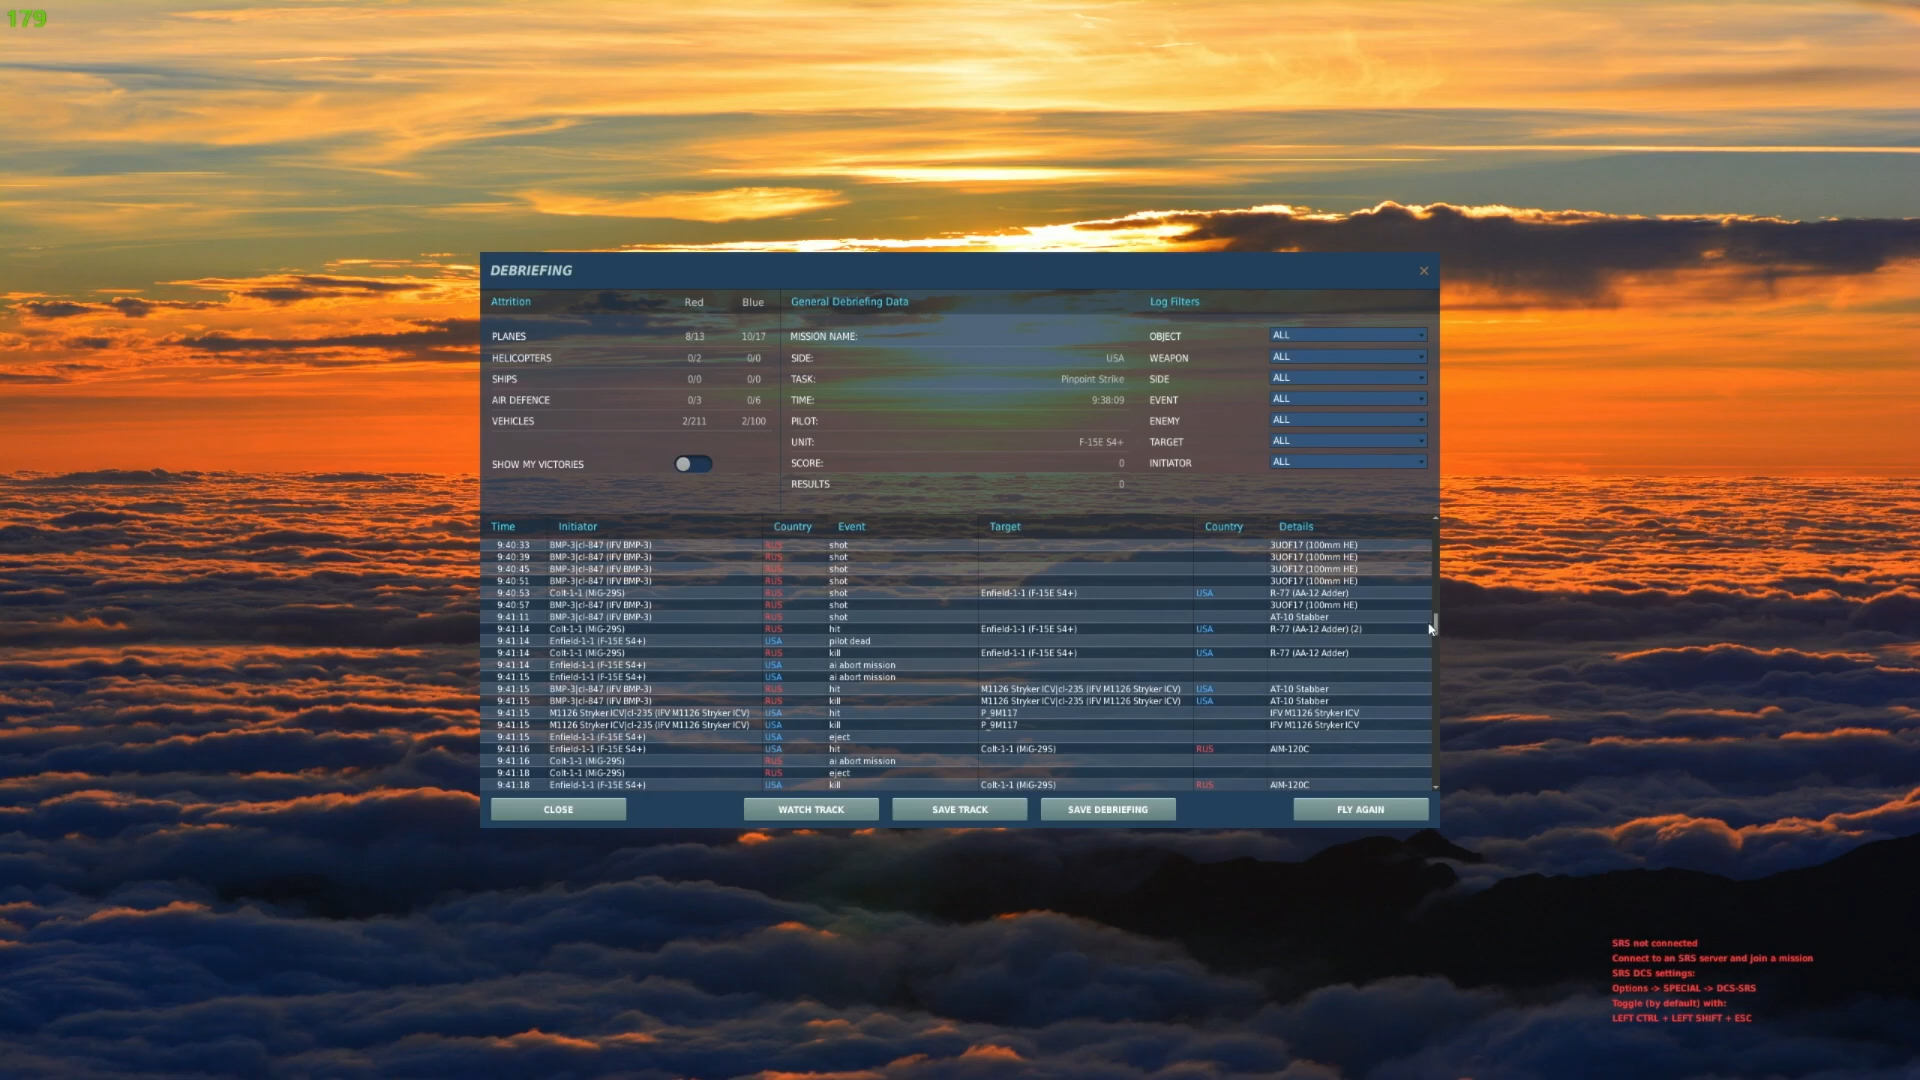 179
DEBRIEFING
Attrition Red Blue
PLANES 8/13 10/17
HELICOPTERS 0/2 0/0
SHIPS 0/0 0/0
AIR DEFENCE 0/3 0/6
VEHICLES 2/211 2/100
SHOW MY VICTORIES
General Debriefing Data
MISSION NAME:
SIDE: USA
TASK: Pinpoint Strike
TIME: 9:38:09
PILOT:
UNIT: F-15E S4+
SCORE: 0
RESULTS 0
Log Filters
OBJECT ALL
WEAPON ALL
SIDE ALL
EVENT ALL
ENEMY ALL
TARGET ALL
INITIATOR ALL
Time Initiator Country Event Target Country Details
9:40:33 BMP-3|cl-847 (IFV BMP-3) RUS shot 3UOF17 (100mm HE)
9:40:39 BMP-3|cl-847 (IFV BMP-3) RUS shot 3UOF17 (100mm HE)
9:40:45 BMP-3|cl-847 (IFV BMP-3) RUS shot 3UOF17 (100mm HE)
9:40:51 BMP-3|cl-847 (IFV BMP-3) RUS shot 3UOF17 (100mm HE)
9:40:53 Colt-1-1 (MiG-29S) RUS shot Enfield-1-1 (F-15E S4+) USA R-77 (AA-12 Adder)
9:40:57 BMP-3|cl-847 (IFV BMP-3) RUS shot 3UOF17 (100mm HE)
9:41:11 BMP-3|cl-847 (IFV BMP-3) RUS shot AT-10 Stabber
9:41:14 Colt-1-1 (MiG-29S) RUS hit Enfield-1-1 (F-15E S4+) USA R-77 (AA-12 Adder) (2)
9:41:14 Enfield-1-1 (F-15E S4+) USA pilot dead
9:41:14 Colt-1-1 (MiG-29S) RUS kill Enfield-1-1 (F-15E S4+) USA R-77 (AA-12 Adder)
9:41:14 Enfield-1-1 (F-15E S4+) USA ai abort mission
9:41:15 Enfield-1-1 (F-15E S4+) USA ai abort mission
9:41:15 BMP-3|cl-847 (IFV BMP-3) RUS hit M1126 Stryker ICV|cl-235 (IFV M1126 Stryker ICV) USA AT-10 Stabber
9:41:15 BMP-3|cl-847 (IFV BMP-3) RUS kill M1126 Stryker ICV|cl-235 (IFV M1126 Stryker ICV) USA AT-10 Stabber
9:41:15 M1126 Stryker ICV|cl-235 (IFV M1126 Stryker ICV) USA hit P_9M117 IFV M1126 Stryker ICV
9:41:15 M1126 Stryker ICV|cl-235 (IFV M1126 Stryker ICV) USA kill P_9M117 IFV M1126 Stryker ICV
9:41:15 Enfield-1-1 (F-15E S4+) USA eject
9:41:16 Enfield-1-1 (F-15E S4+) USA hit Colt-1-1 (MiG-29S) RUS AIM-120C
9:41:16 Colt-1-1 (MiG-29S) RUS ai abort mission
9:41:18 Colt-1-1 (MiG-29S) RUS eject
9:41:18 Enfield-1-1 (F-15E S4+) USA kill Colt-1-1 (MiG-29S) RUS AIM-120C
CLOSE WATCH TRACK SAVE TRACK SAVE DEBRIEFING FLY AGAIN
SRS not connected
Connect to an SRS server and join a mission
SRS DCS settings:
Options -> SPECIAL -> DCS-SRS
Toggle (by default) with:
LEFT CTRL + LEFT SHIFT + ESC